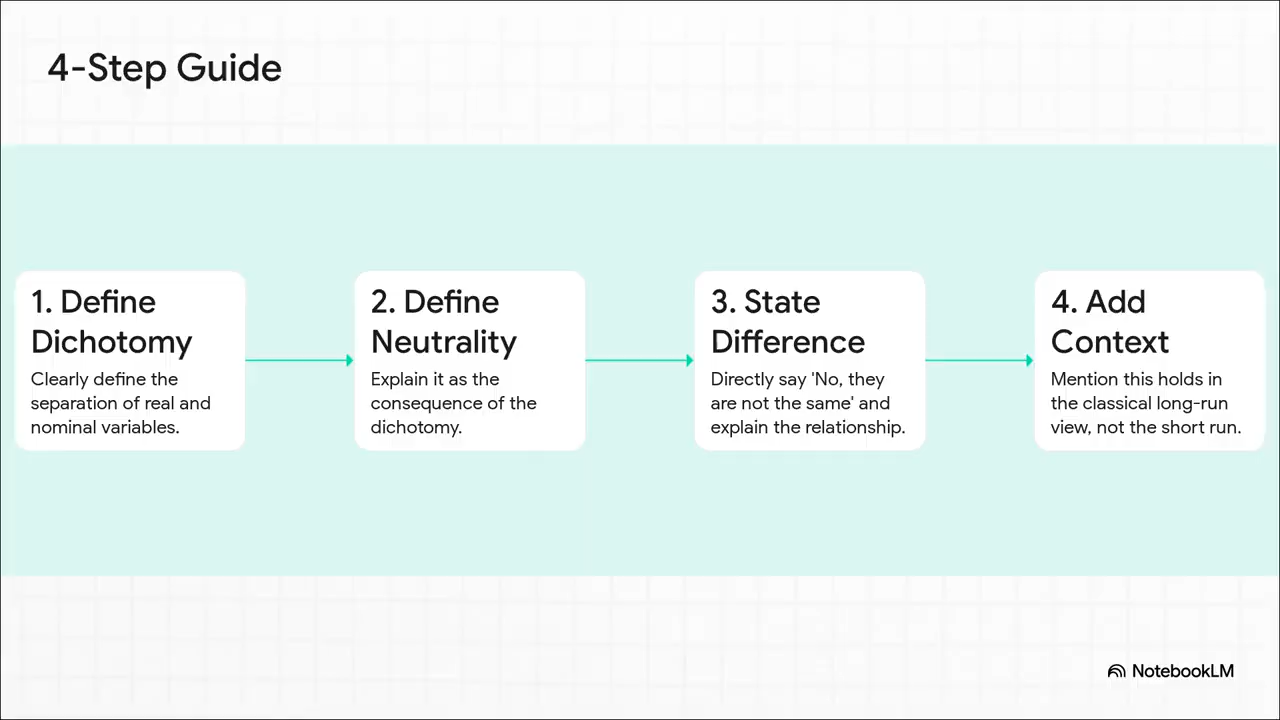 4-Step Guide
1. Define
Dichotomy
Clearly define the
separation of real and
nominal variables.
2. Define
Neutrality
Explain it as the
consequence of the
dichotomy.
3. State
Difference
Directly say 'No, they
are not the same' and
explain the relationship.
4. Add
Context
Mention this holds in
the classical long-run
view, not the short run.
NotebookLM